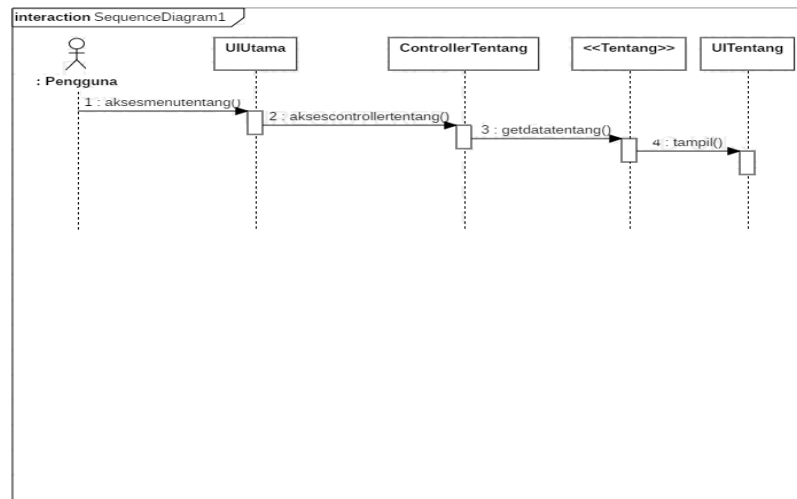 interaction SequenceDiagram1
: Pengguna
UIUtama
ControllerTentang
<<Tentang>>
UITentang
1 : aksesmenutentang()
2 : aksescontrollertentang()
3 : getdatatentang()
4 : tampil()